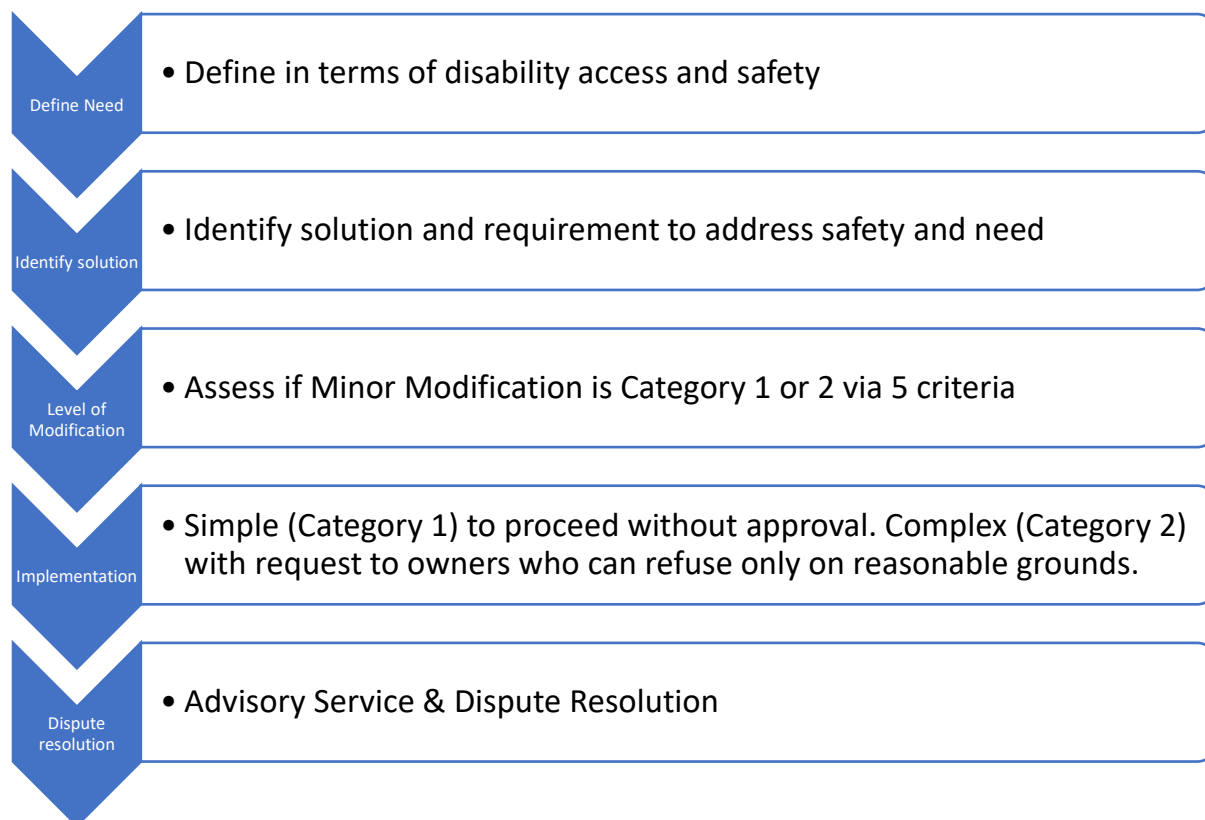 Define Need
• Define in terms of disability access and safety
Identify solution
• Identify solution and requirement to address safety and need
Level of
Modification
• Assess if Minor Modification is Category 1 or 2 via 5 criteria
Implementation
• Simple (Category 1) to proceed without approval. Complex (Category 2)
with request to owners who can refuse only on reasonable grounds.
Dispute
resolution
• Advisory Service & Dispute Resolution